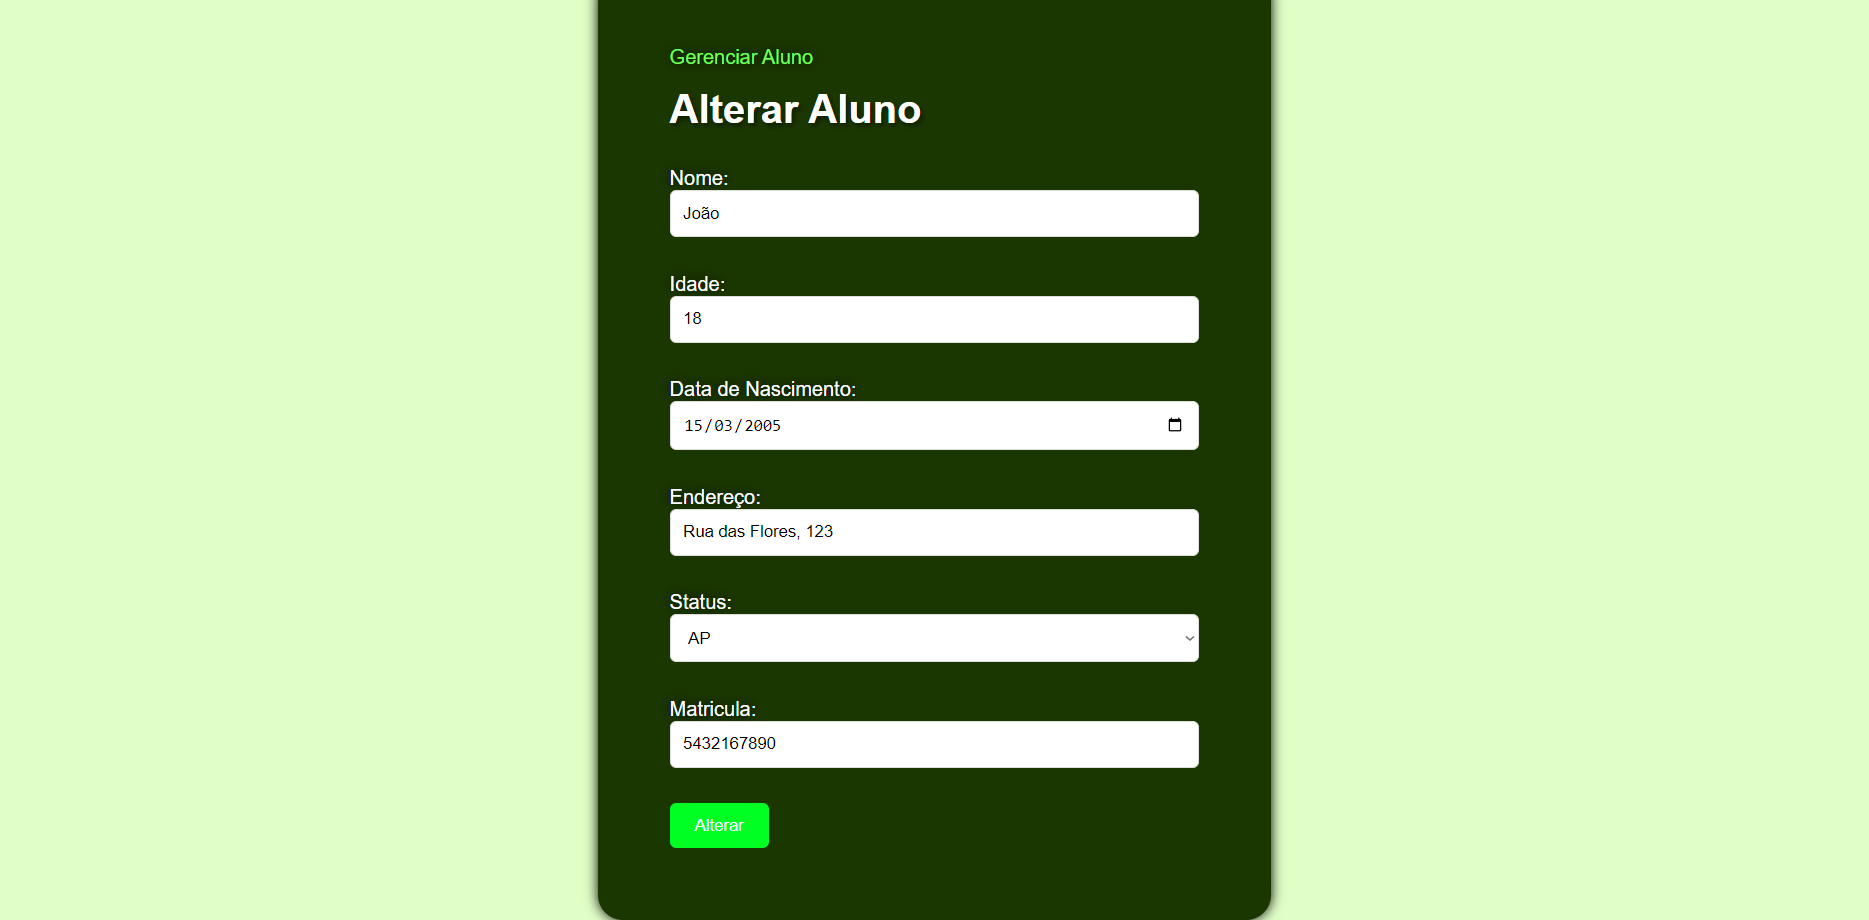 Gerenciar Aluno
Alterar Aluno
Nome:
João
Idade:
18
Data de Nascimento:
15/03/2005
Endereço:
Rua das Flores, 123
Status:
AP
Matricula:
5432167890
Alterar